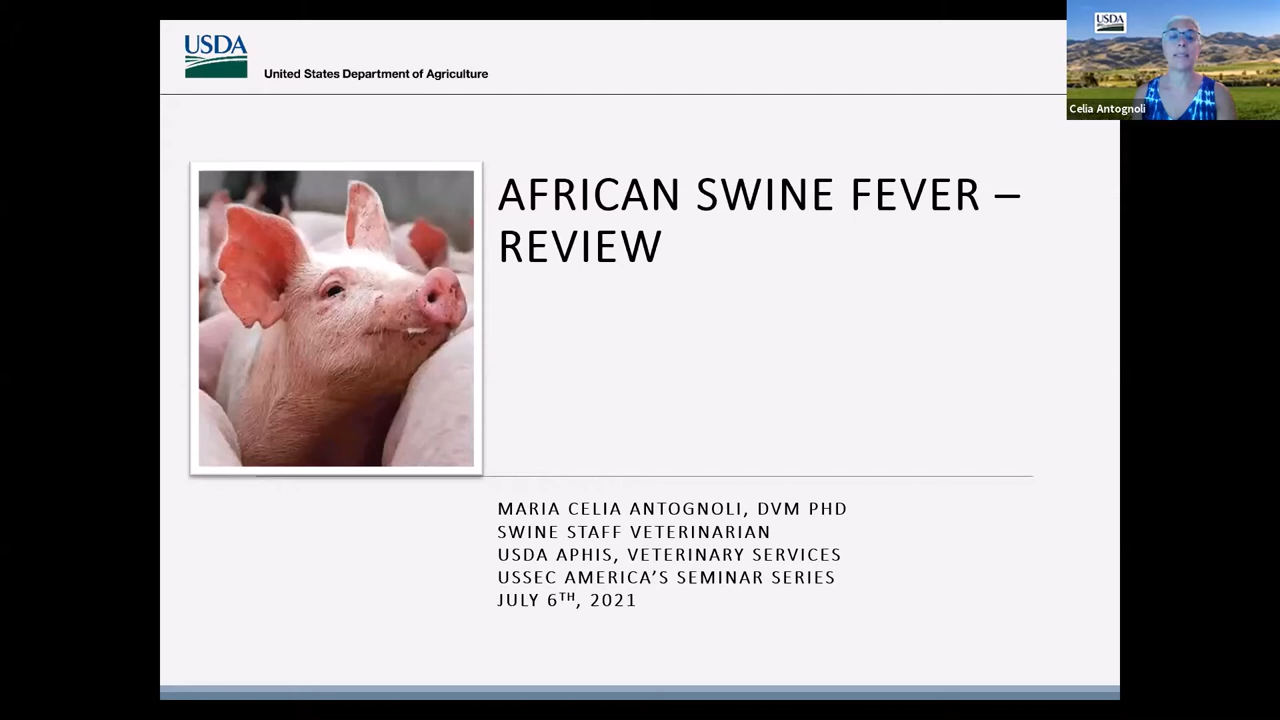 USDA
United States Department of Agriculture
USDA
Celia Antognoli
AFRICAN SWINE FEVER –
REVIEW
MARIA CELIA ANTOGNOLI, DVM PHD
SWINE STAFF VETERINARIAN
USDA APHIS, VETERINARY SERVICES
USSEC AMERICA'S SEMINAR SERIES
JULY 6TH, 2021